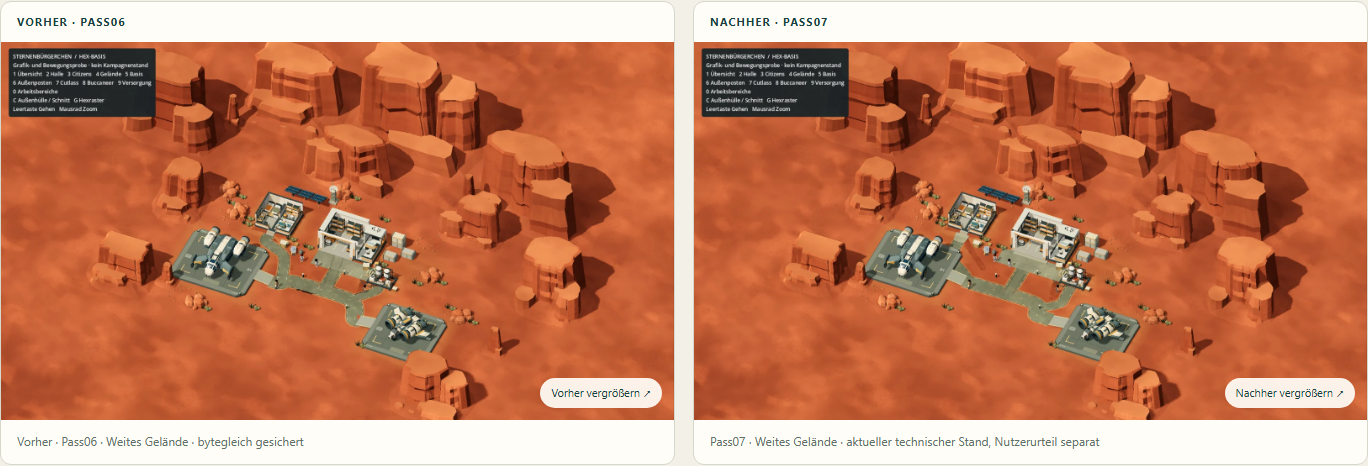 VORHER · PASS06
STERNENBÜRGERCHEN / HEX-BASIS
Grafik- und Bewegungsprobe · kein Kampagnenstand
1 Übersicht 2 Halle 3 Citizens 4 Gelände 5 Basis
6 Außenposten 7 Cutlass 8 Buccaneer 9 Versorgung
0 Arbeitsbereiche
C Außenhülle / Schnitt G Hexraster
Leertaste Gehen Mausrad Zoom
Vorher vergrößern ↗
Vorher · Pass06 · Weites Gelände · bytegleich gesichert
NACHHER · PASS07
STERNENBÜRGERCHEN / HEX-BASIS
Grafik- und Bewegungsprobe · kein Kampagnenstand
1 Übersicht 2 Halle 3 Citizens 4 Gelände 5 Basis
6 Außenposten 7 Cutlass 8 Buccaneer 9 Versorgung
0 Arbeitsbereiche
C Außenhülle / Schnitt G Hexraster
Leertaste Gehen Mausrad Zoom
Nachher vergrößern ↗
Pass07 · Weites Gelände · aktueller technischer Stand, Nutzerurteil separat